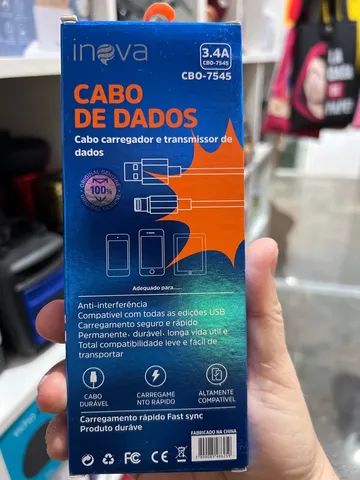 inova
3.4A
CBO-7545
CBO-7545
CABO
DE DADOS
Cabo carregador e transmissor de
dados
ORIGINAL
100%
Adequado para...
Anti-interferência
Compatível com todas as edições USB
Carregamento seguro e rápido
Permanente, durável, longa vida útil e
Total compatibilidade leve e fácil de
transportar
CABO
DURÁVEL
CARREGAME
NTO RÁPIDO
ALTAMENTE
COMPATÍVEL
Carregamento rápido Fast sync
Produto duráve
FABRICADO NA CHINA
CE FC